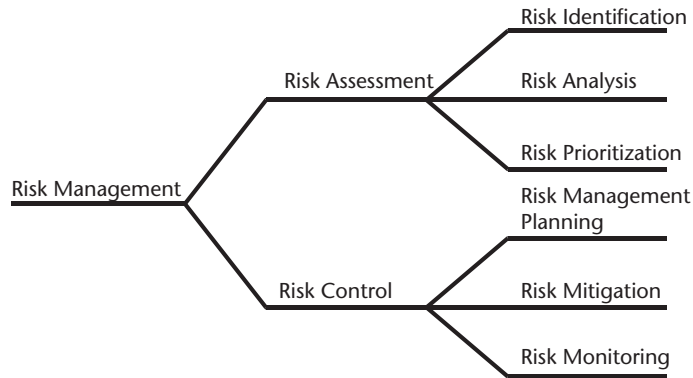 Risk Identification
Risk Assessment
Risk Analysis
Risk Prioritization
Risk Management
Risk Management
Planning
Risk Control
Risk Mitigation
Risk Monitoring